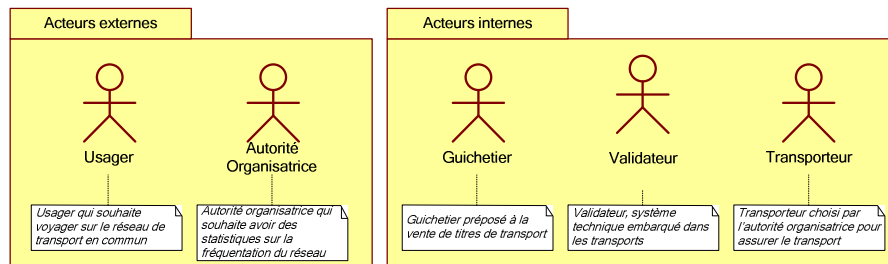 Acteurs externes
Acteurs internes
Usager
Autorité
Organisatrice
Guichetier
Validateur
Transporteur
Usager qui souhaite
voyager sur le réseau de
transport en commun
Autorité organisatrice qui
souhaite avoir des
statistiques sur la
fréquentation du réseau
Guichetier préposé à la
vente de titres de transport
Validateur, système
technique embarqué dans
les transports
Transporteur choisi par
l'autorité organisatrice pour
assurer le transport